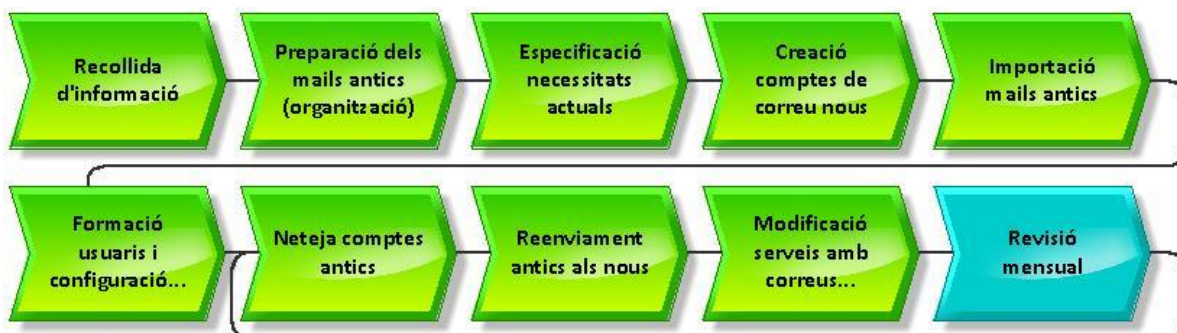 Recollida
d'informació
Preparació dels
mails antics
(organització)
Especificació
necessitats
actuals
Creació
comptes de
correu nous
Importació
mails antics
Formació
usuaris i
configuració...
Neteja comptes
antics
Reenviament
antics als nous
Modificació
serveis amb
correus...
Revisió
mensual